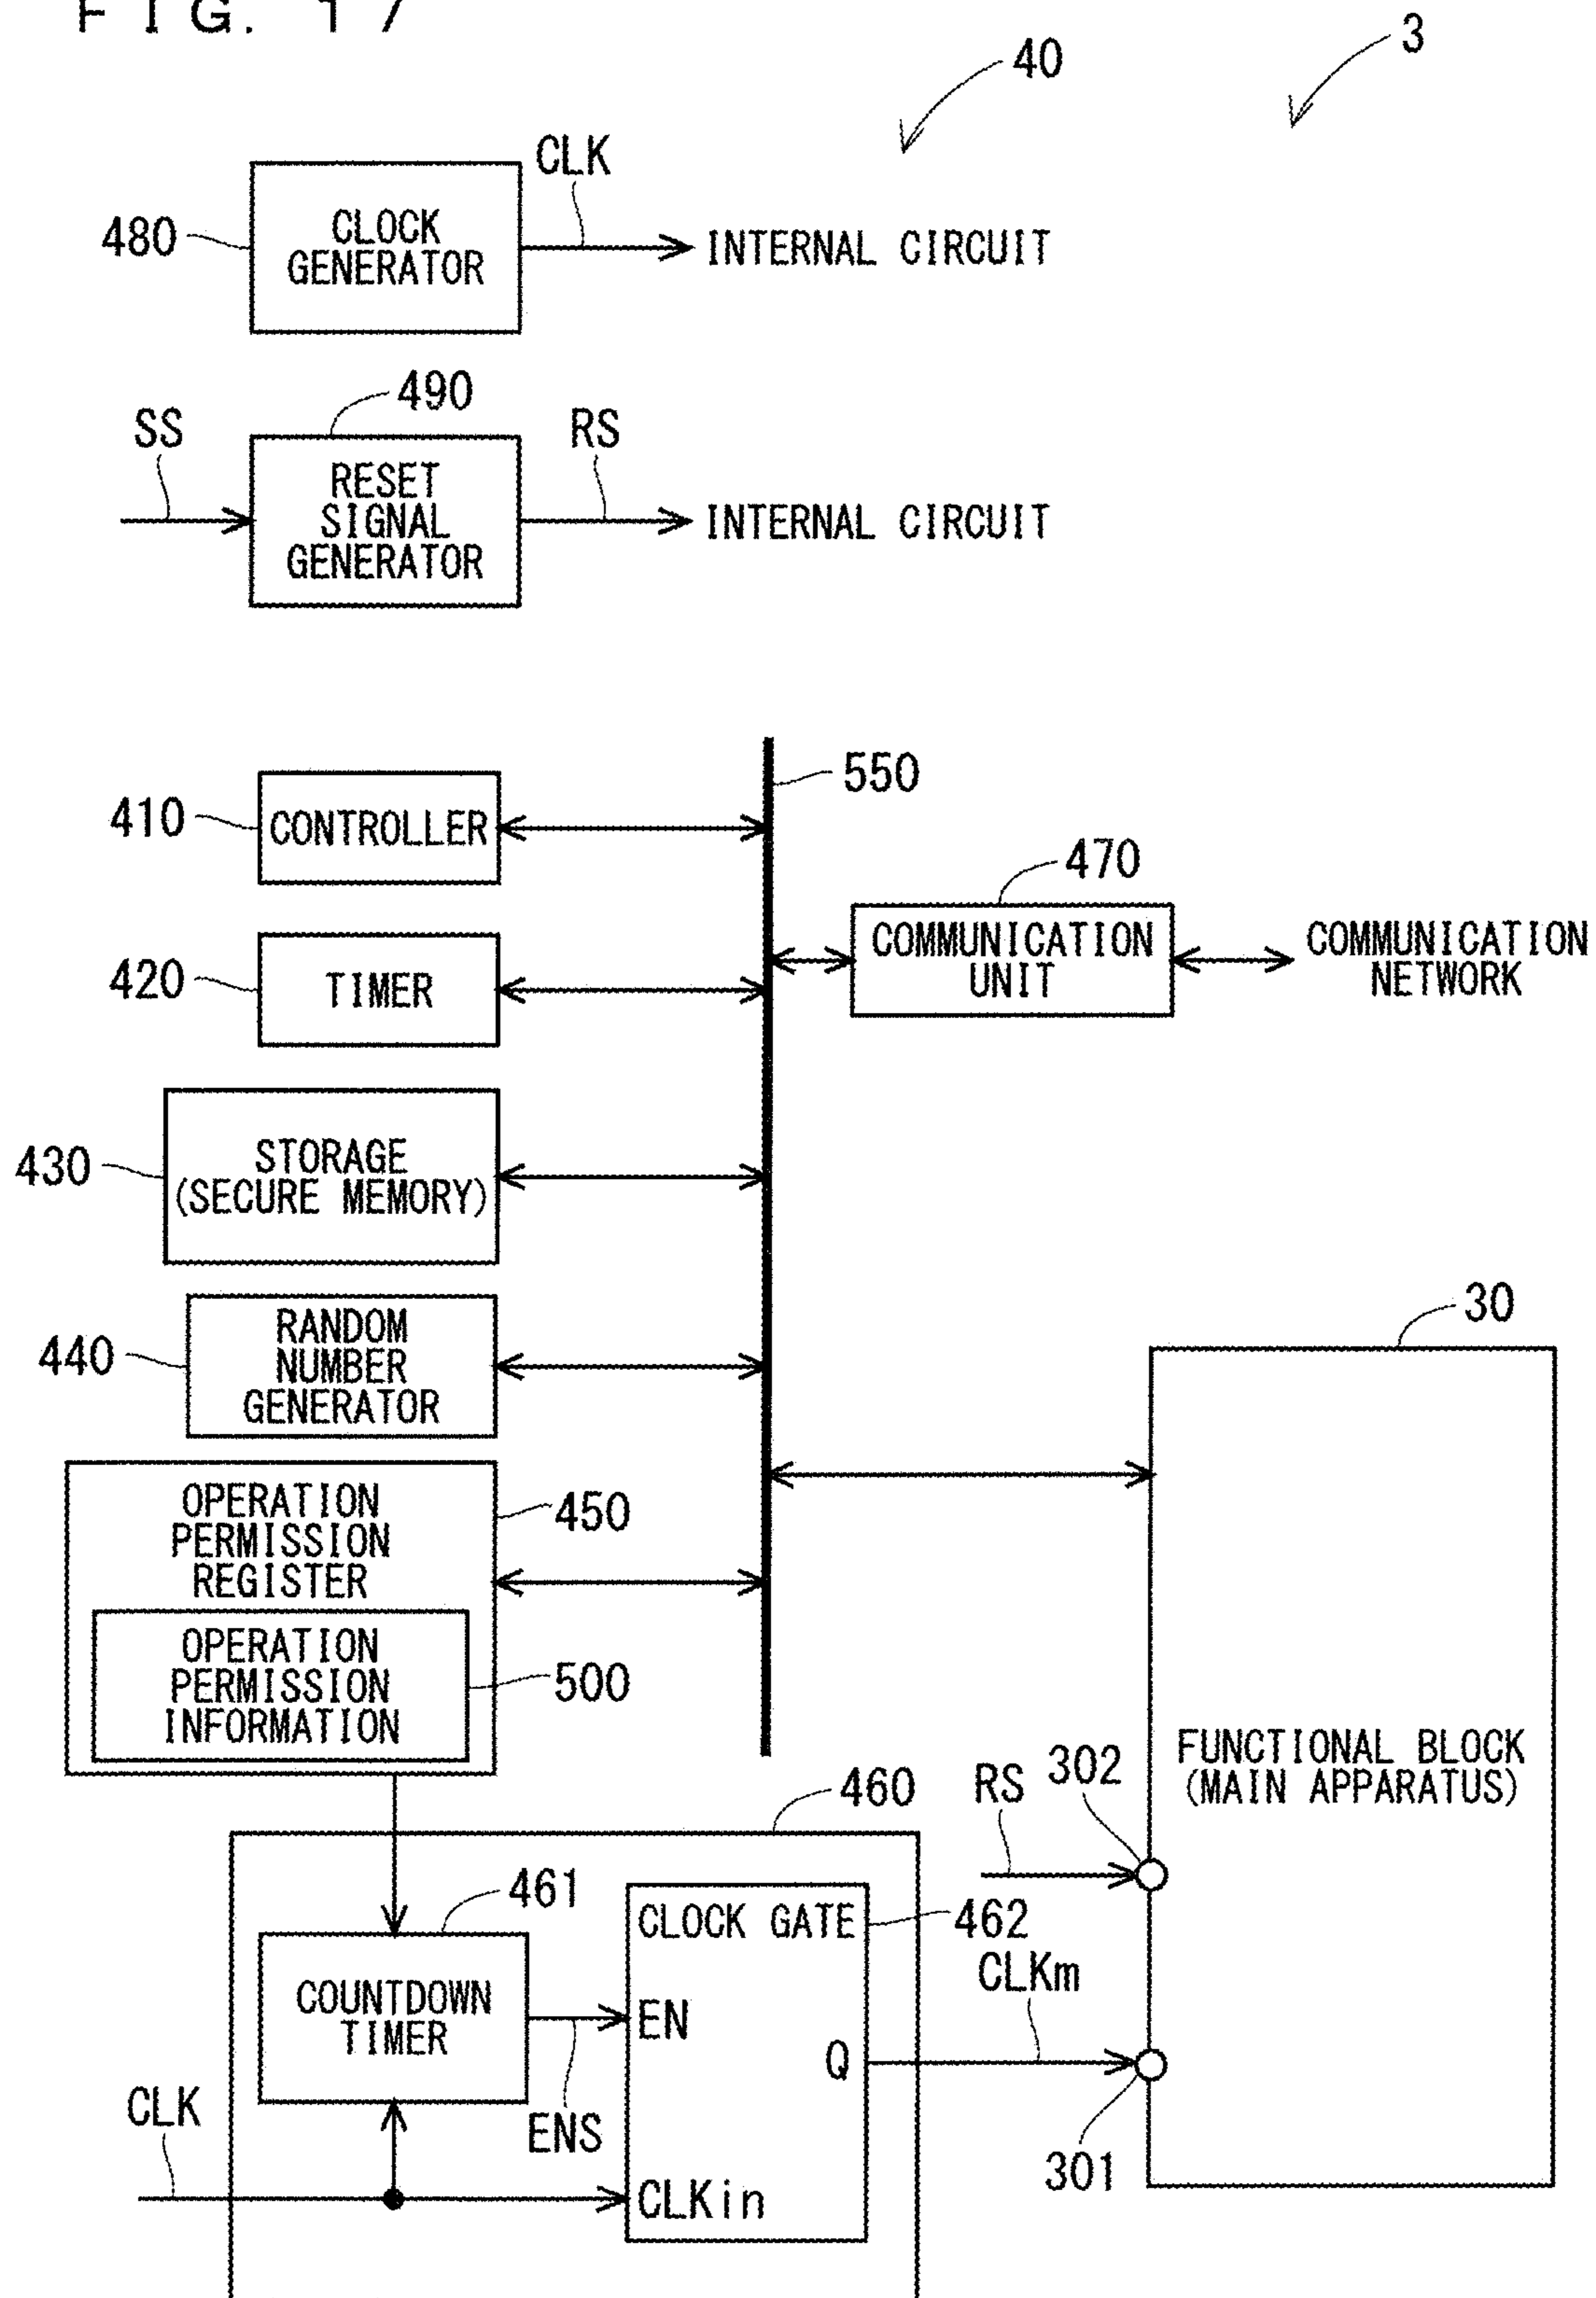 FIG. 17
3
40
CLK
480
CLOCK
GENERATOR
INTERNAL CIRCUIT
490
SS
RS
RESET
SIGNAL
GENERATOR
INTERNAL CIRCUIT
550
410
CONTROLLER
470
420
TIMER
COMMUNICATION
UNIT
COMMUNICATION
NETWORK
430
STORAGE
(SECURE MEMORY)
30
440
RANDOM
NUMBER
GENERATOR
OPERATION
PERMISSION
REGISTER
450
OPERATION
PERMISSION
INFORMATION
500
FUNCTIONAL BLOCK
(MAIN APPARATUS)
302
RS
460
461
CLOCK GATE
462
CLKm
COUNTDOWN
TIMER
EN
Q
CLK
ENS
301
CLKin